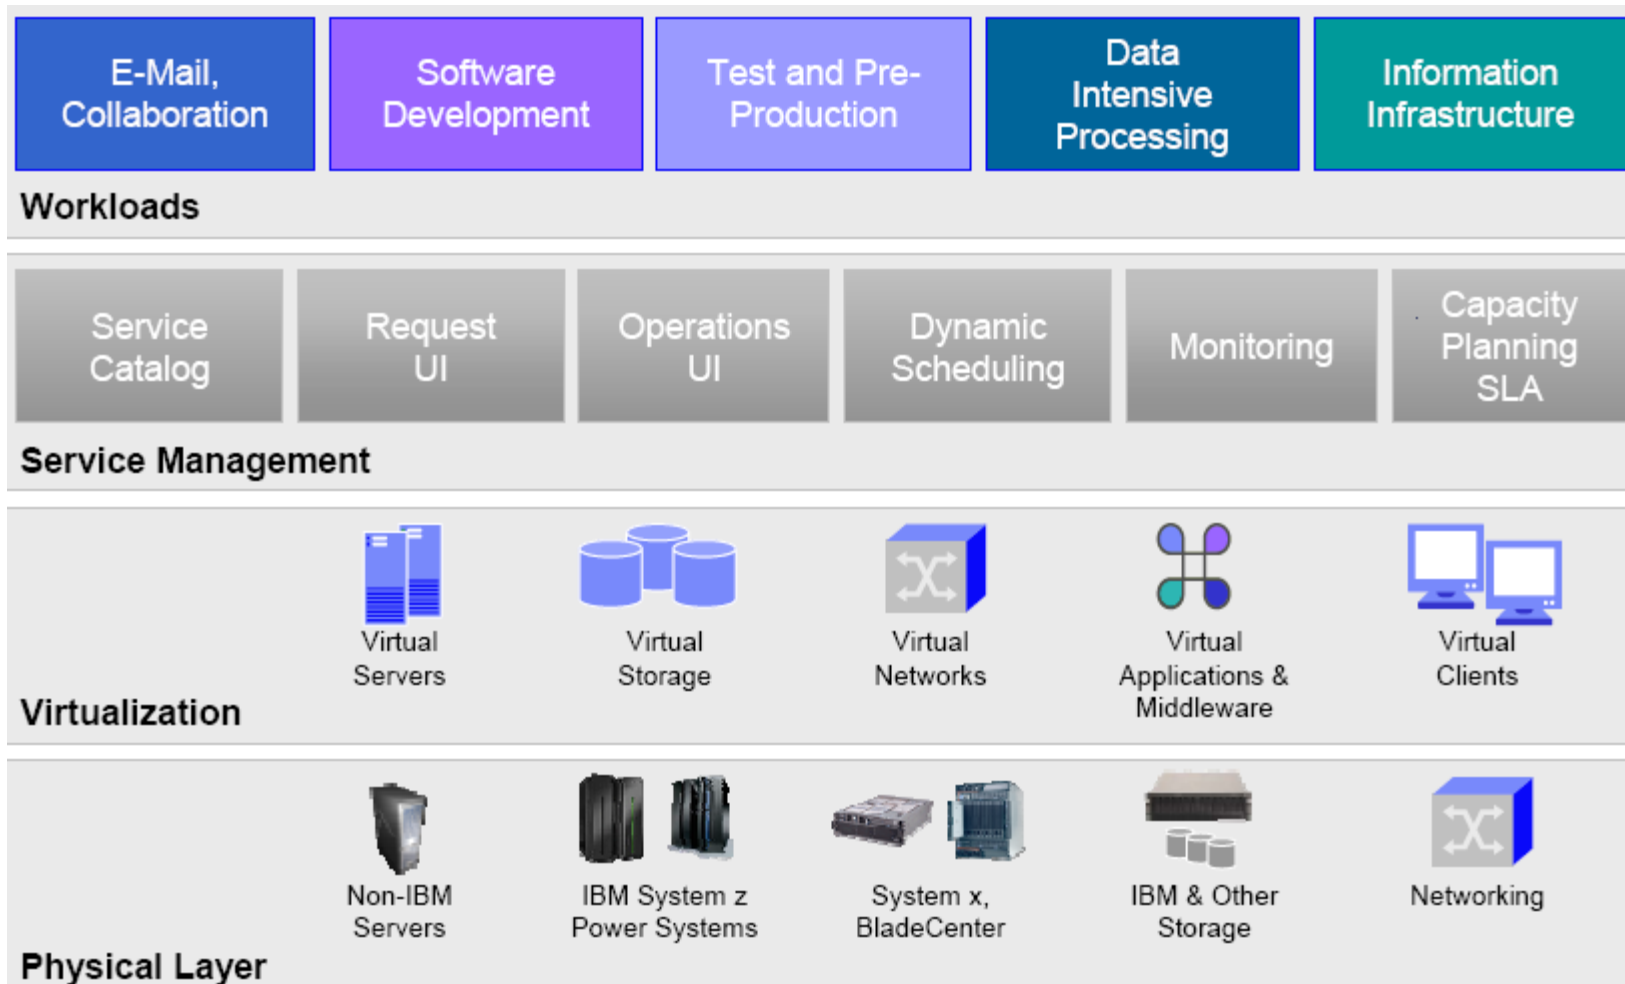 E-Mail,
Collaboration
Software
Development
Test and Pre-
Production
Data
Intensive
Processing
Information
Infrastructure
Workloads
Service
Catalog
Request
UI
Operations
UI
Dynamic
Scheduling
Monitoring
Capacity
Planning
SLA
Service Management
Virtual
Servers
Virtual
Storage
Virtual
Networks
Virtual
Applications &
Middleware
Virtual
Clients
Virtualization
Non-IBM
Servers
IBM System z
Power Systems
System x,
BladeCenter
IBM & Other
Storage
Networking
Physical Layer